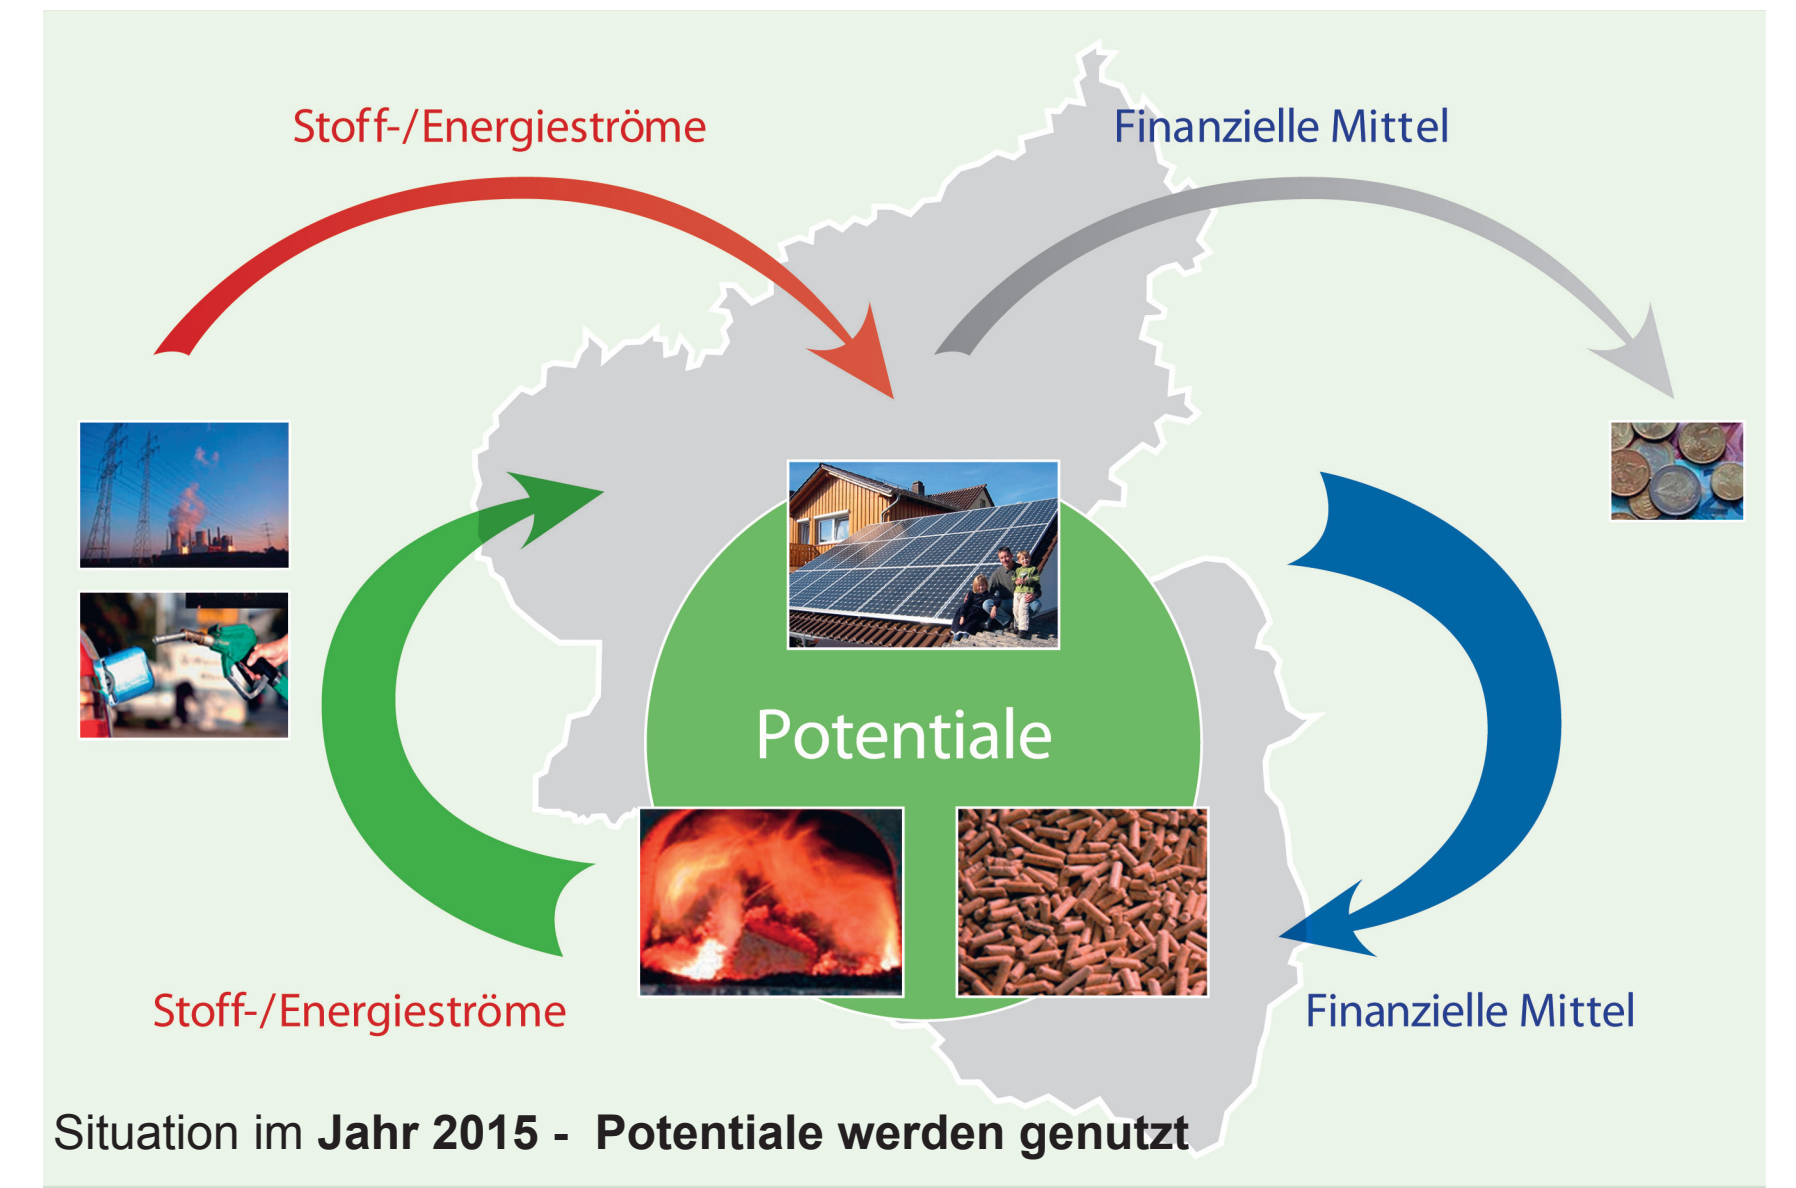 Stoff-/Energieströme
Finanzielle Mittel
Potentiale
Stoff-/Energieströme
Finanzielle Mittel
Situation im Jahr 2015 - Potentiale werden genutzt